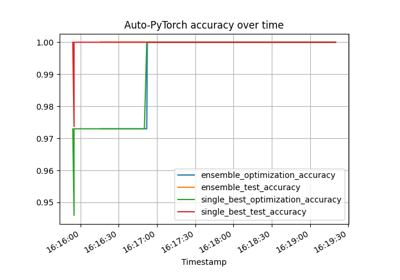 Auto-PyTorch accuracy over time
1.00
0.99
0.98
0.97
0.96
0.95
ensemble_optimization_accuracy
ensemble_test_accuracy
single_best_optimization_accuracy
single_best_test_accuracy
16:16:00
16:16:30
16:17:00
16:17:30
16:18:00
16:18:30
16:19:00
16:19:30
Timestamp